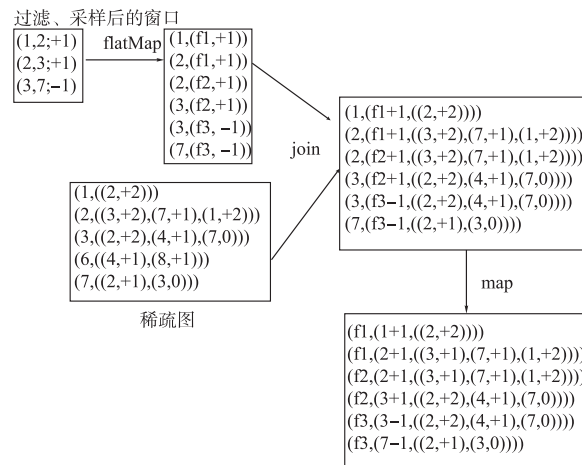 过滤、采样后的窗口
(1,2;+1)
(2,3;+1)
(3,7;−1)
flatMap
(1,(f1,+1))
(2,(f1,+1))
(2,(f2,+1))
(3,(f2,+1))
(3,(f3, −1))
(7,(f3, −1))
join
(1,((2,+2)))
(2,((3,+2),(7,+1),(1,+2)))
(3,((2,+2),(4,+1),(7,0)))
(6,((4,+1),(8,+1)))
(7,((2,+1),(3,0)))
稀疏图
(1,(f1+1,((2,+2))))
(2,(f1+1,((3,+2),(7,+1),(1,+2))))
(2,(f2+1,((3,+2),(7,+1),(1,+2))))
(3,(f2+1,((2,+2),(4,+1),(7,0))))
(3,(f3−1,((2,+2),(4,+1),(7,0))))
(7,(f3−1,((2,+1),(3,0))))
map
(f1,(1+1,((2,+2))))
(f1,(2+1,((3,+1),(7,+1),(1,+2))))
(f2,(2+1,((3,+1),(7,+1),(1,+2))))
(f2,(3+1,((2,+2),(4,+1),(7,0))))
(f3,(3−1,((2,+2),(4,+1),(7,0))))
(f3,(7−1,((2,+1),(3,0))))